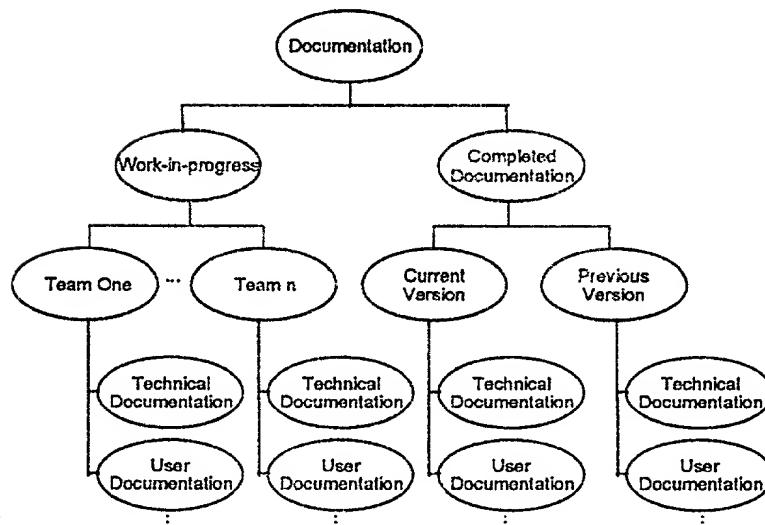 Documentation
Work-in-progress
Completed
Documentation
Team One
...
Team n
Current
Version
Previous
Version
Technical
Documentation
Technical
Documentation
Technical
Documentation
Technical
Documentation
User
Documentation
User
Documentation
User
Documentation
User
Documentation